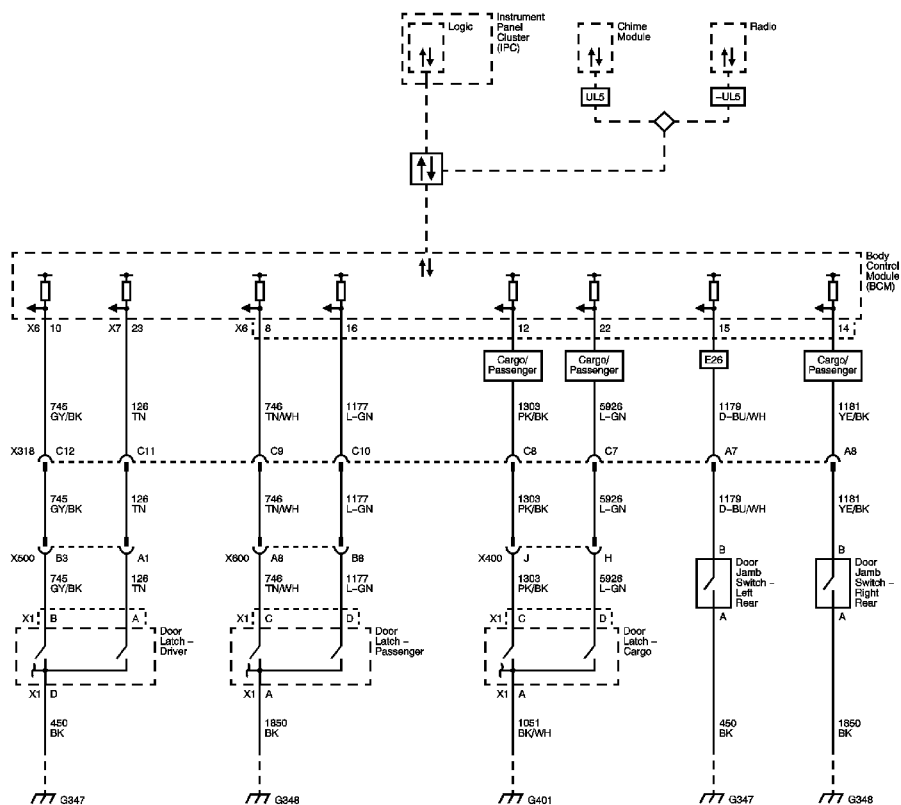 Logic
Instrument
Panel
Cluster
(IPC)
Chime
Module
Radio
UL5
-UL5
Body
Control
Module
(BCM)
X6 10
X7 23
X6 8
16
12
22
15
14
Cargo/
Passenger
Cargo/
Passenger
E26
Cargo/
Passenger
745
GY/BK
126
TN
746
TN/WH
1177
L-GN
1303
PK/BK
5926
L-GN
1179
D-BU/WH
1181
YE/BK
X318 C12
C11
C9
C10
C8
C7
A7
A8
745
GY/BK
126
TN
746
TN/WH
1177
L-GN
1303
PK/BK
5926
L-GN
1179
D-BU/WH
1181
YE/BK
X500 B3
A1
X600 A8
B8
X400 J
H
B
B
745
GY/BK
126
TN
746
TN/WH
1177
L-GN
1303
PK/BK
5926
L-GN
Door
Jamb
Switch -
Left
Rear
Door
Jamb
Switch -
Right
Rear
A
A
X1 B
A
X1 C
D
X1 C
D
Door
Latch -
Driver
Door
Latch -
Passenger
Door
Latch -
Cargo
X1 D
X1 A
X1 A
450
BK
1850
BK
1051
BK/WH
450
BK
1850
BK
G347
G348
G401
G347
G348